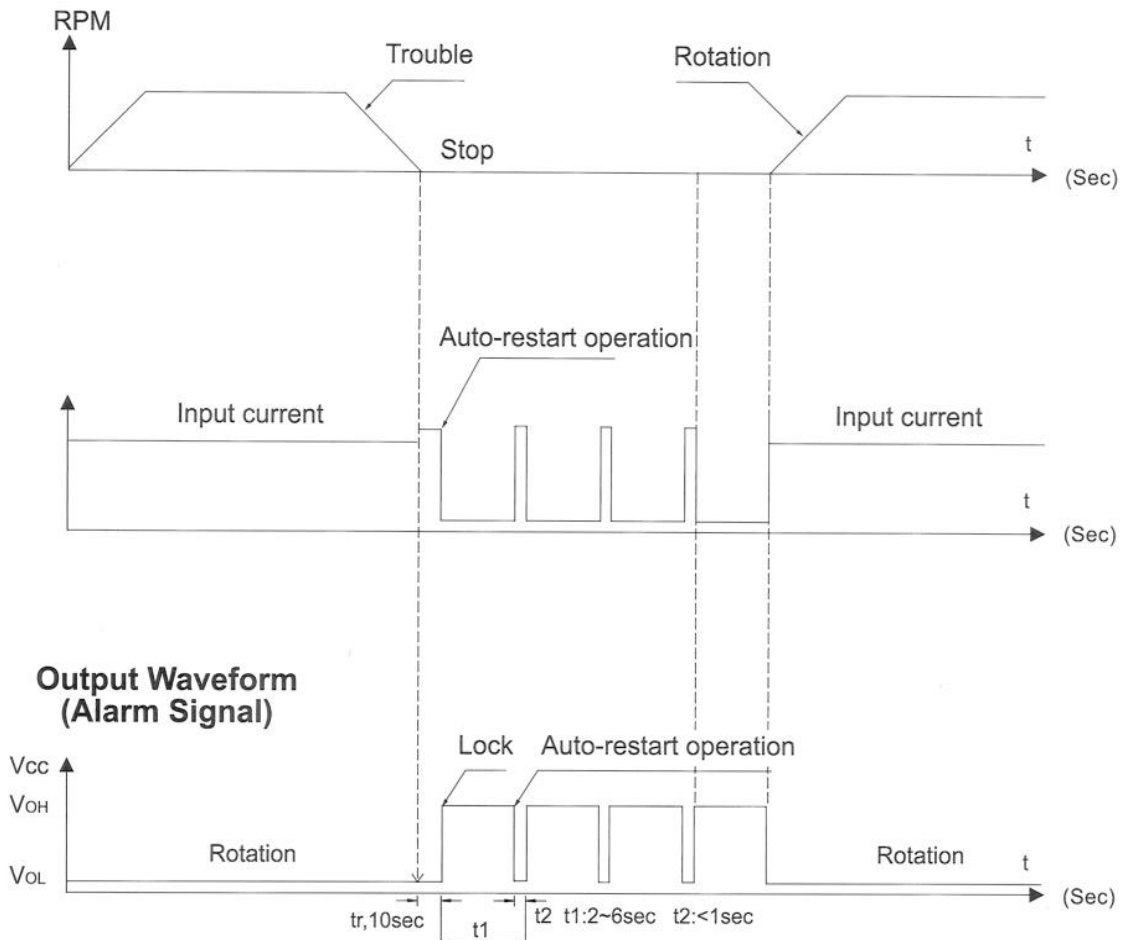 RPM
Trouble
Rotation
Stop
t
(Sec)
Auto-restart operation
Input current
Input current
t
(Sec)
Output Waveform
(Alarm Signal)
Lock
Auto-restart operation
Vcc
VOH
Rotation
Rotation
t
VOL
(Sec)
tr,10sec
t1
t2
t1:2~6sec
t2:<1sec